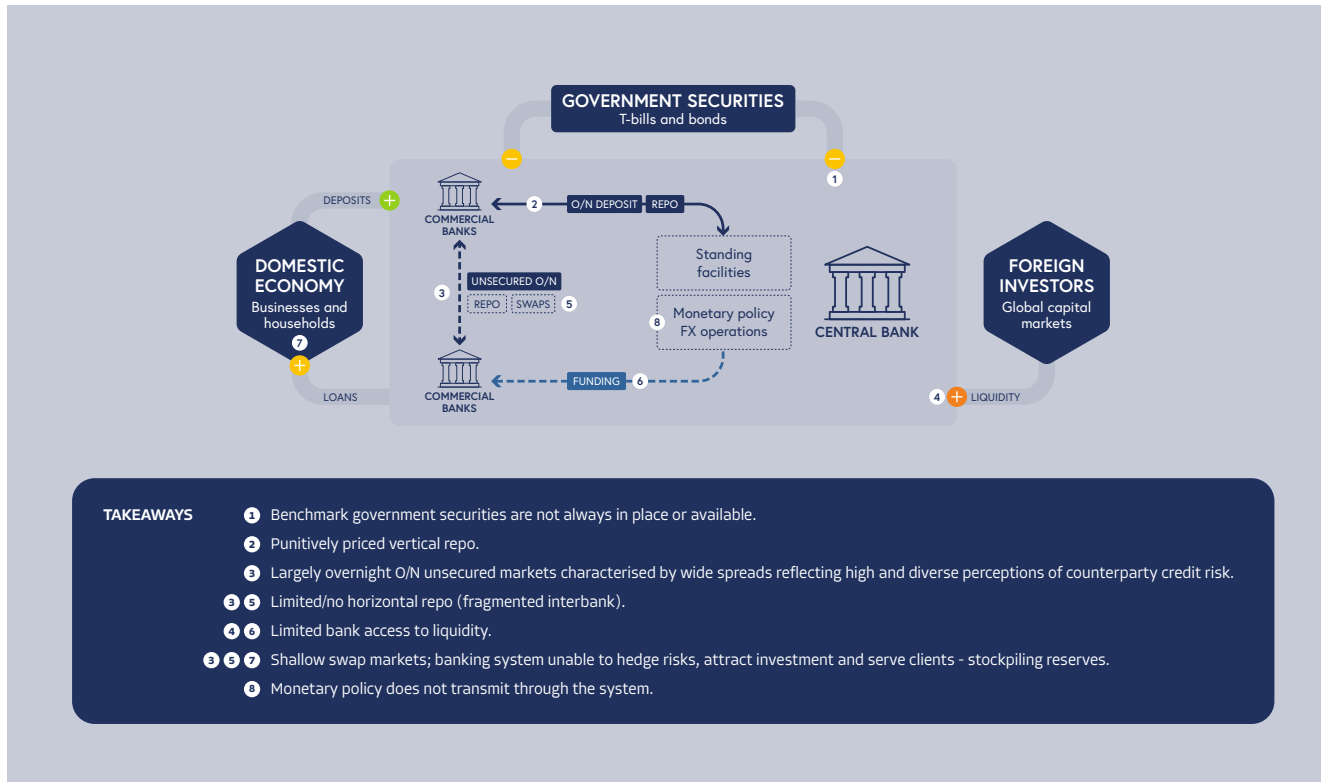 GOVERNMENT SECURITIES
T-bills and bonds
1
DEPOSITS
COMMERCIAL
BANKS
2
O/N DEPOSIT
REPO
Standing
facilities
DOMESTIC
ECONOMY
Businesses and
households
7
3
UNSECURED O/N
REPO
SWAPS
5
8
Monetary policy
FX operations
CENTRAL BANK
FOREIGN
INVESTORS
Global capital
markets
LOANS
COMMERCIAL
BANKS
FUNDING
6
4
LIQUIDITY
TAKEAWAYS
1 Benchmark government securities are not always in place or available.
2 Punitively priced vertical repo.
3 Largely overnight O/N unsecured markets characterised by wide spreads reflecting high and diverse perceptions of counterparty credit risk.
3 5 Limited/no horizontal repo (fragmented interbank).
4 6 Limited bank access to liquidity.
3 5 7 Shallow swap markets; banking system unable to hedge risks, attract investment and serve clients - stockpiling reserves.
8 Monetary policy does not transmit through the system.